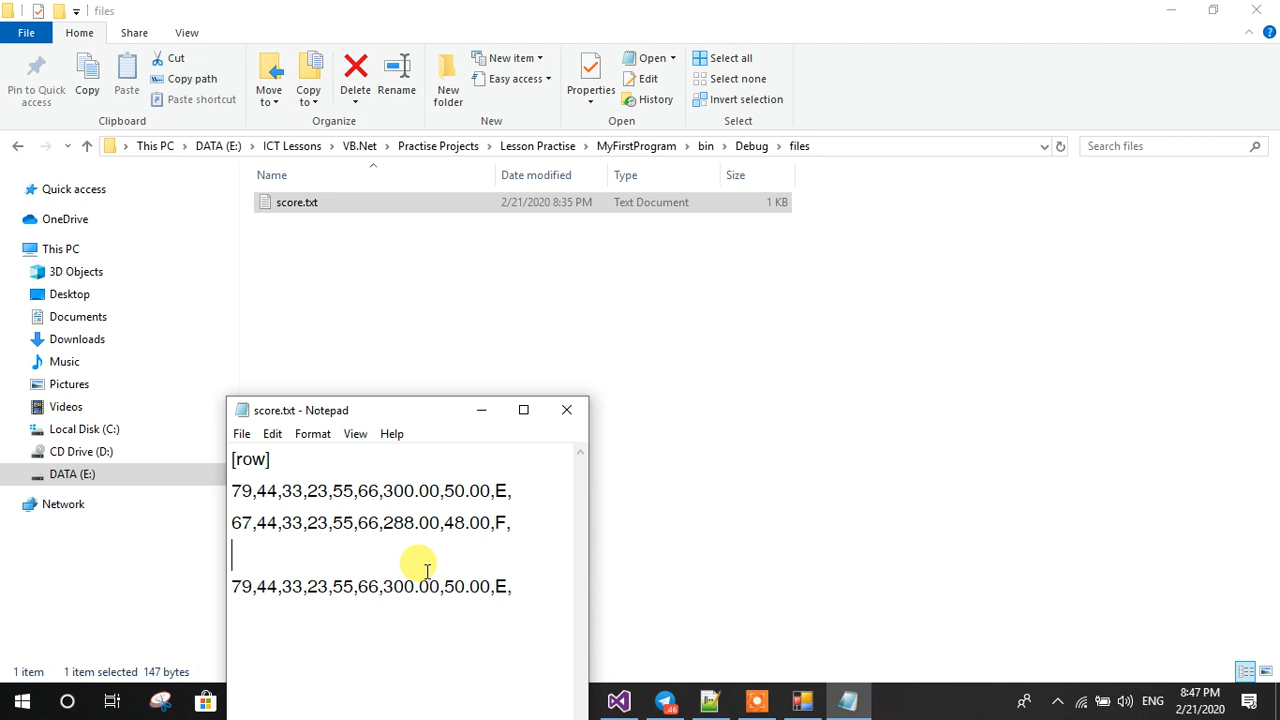 files
File Home Share View
Pin to Quick access
Copy
Paste
Cut
Copy path
Paste shortcut
Move to
Copy to
Delete
Rename
New folder
New item
Easy access
Properties
Open
Edit
History
Select all
Select none
Invert selection
Clipboard Organize New Open Select
This PC DATA (E:) ICT Lessons VB.Net Practise Projects Lesson Practise MyFirstProgram bin Debug files Search files
Name Date modified Type Size
score.txt 2/21/2020 8:35 PM Text Document 1 KB
Quick access
OneDrive
This PC
3D Objects
Desktop
Documents
Downloads
Music
Pictures
Videos
Local Disk (C:)
CD Drive (D:)
DATA (E:)
Network
score.txt - Notepad
File Edit Format View Help
[row]
79,44,33,23,55,66,300.00,50.00,E,
67,44,33,23,55,66,288.00,48.00,F,
79,44,33,23,55,66,300.00,50.00,E,
1 item 1 item selected 147 bytes
ENG
8:47 PM
2/21/2020